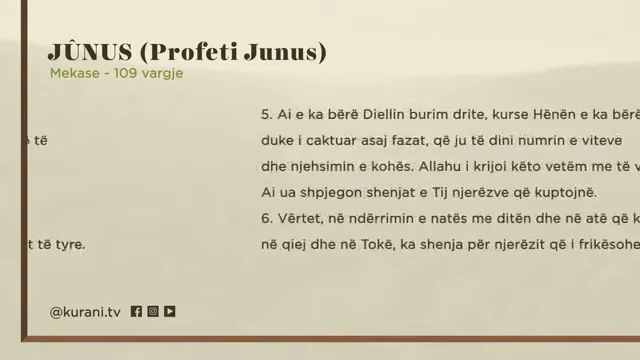 JÛNUS (Profeti Junus)
Mekase - 109 vargje
të
t të tyre.
5. Ai e ka bërë Diellin burim drite, kurse Hënën e ka bërë
duke i caktuar asaj fazat, që ju të dini numrin e viteve
dhe njehsimin e kohës. Allahu i krijoi këto vetëm me të v
Ai ua shpjegon shenjat e Tij njerëzve që kuptojnë.
6. Vërtet, në ndërrimin e natës me ditën dhe në atë që k
në qiej dhe në Tokë, ka shenja për njerëzit që i frikësohe
@kurani.tv